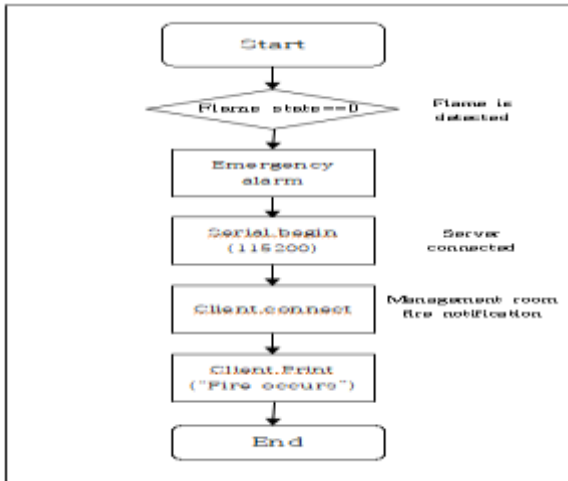 Start
Flame state==0
Flame is
detected
Emergency
alarm
Serial.begin
(115200)
Server
connected
Client.connect
Management room
fire notification
Client.Print
("Fire occurs")
End